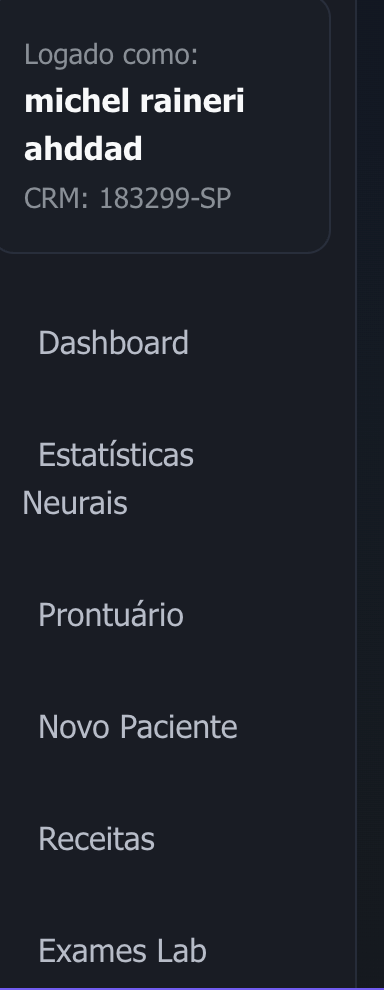 Logado como:
michel raineri
ahddad
CRM: 183299-SP
Dashboard
Estatísticas
Neurais
Prontuário
Novo Paciente
Receitas
Exames Lab